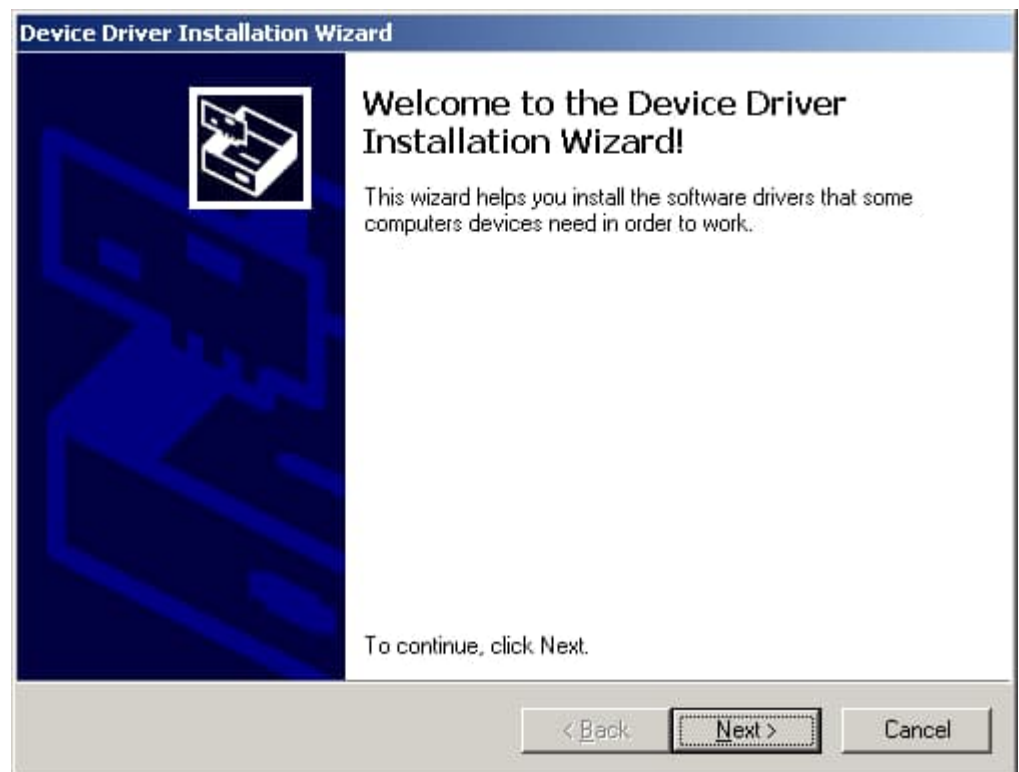 Device Driver Installation Wizard
Welcome to the Device Driver
Installation Wizard!
This wizard helps you install the software drivers that some
computers devices need in order to work.
To continue, click Next.
< Back
Next >
Cancel